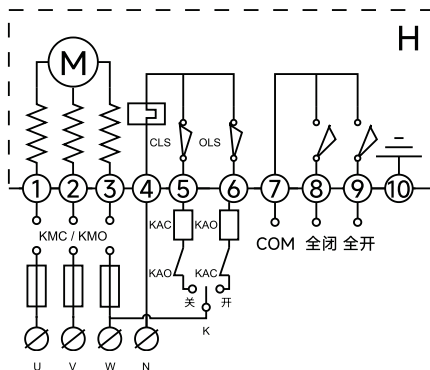 H
M
CLS OLS
1 2 3 4 5 6 7 8 9 10
KMC / KMO KAC KAO
COM 全闭 全开
KAO KAC
关 开
K
U V W N